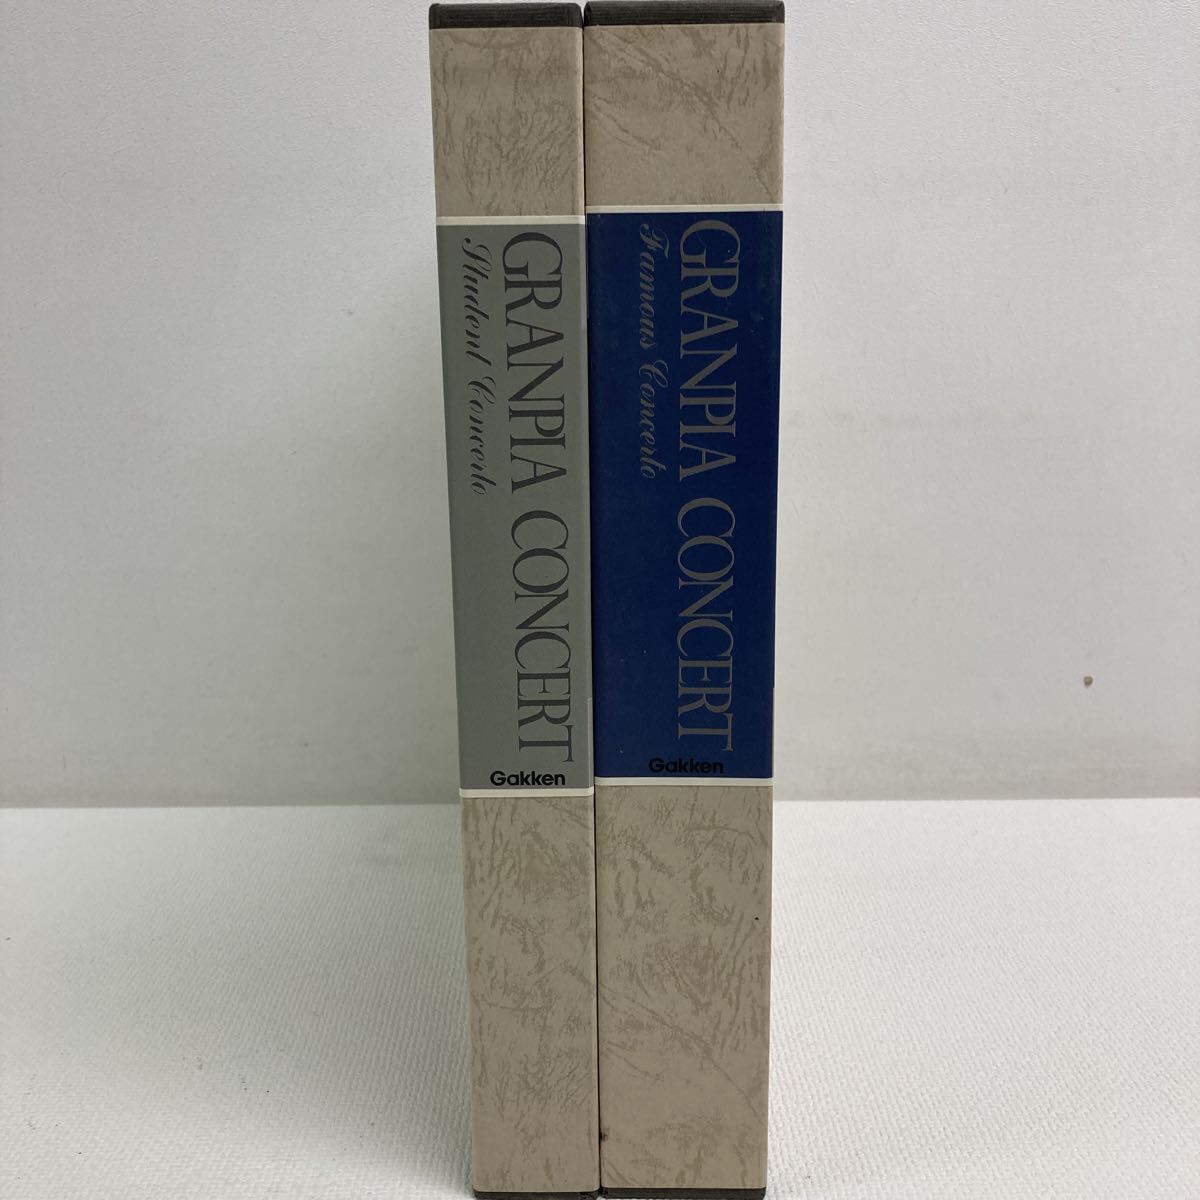 GRANPIA CONCERT
Student Concerto
Gakken
GRANPIA CONCERT
Famous Concerto
Gakken